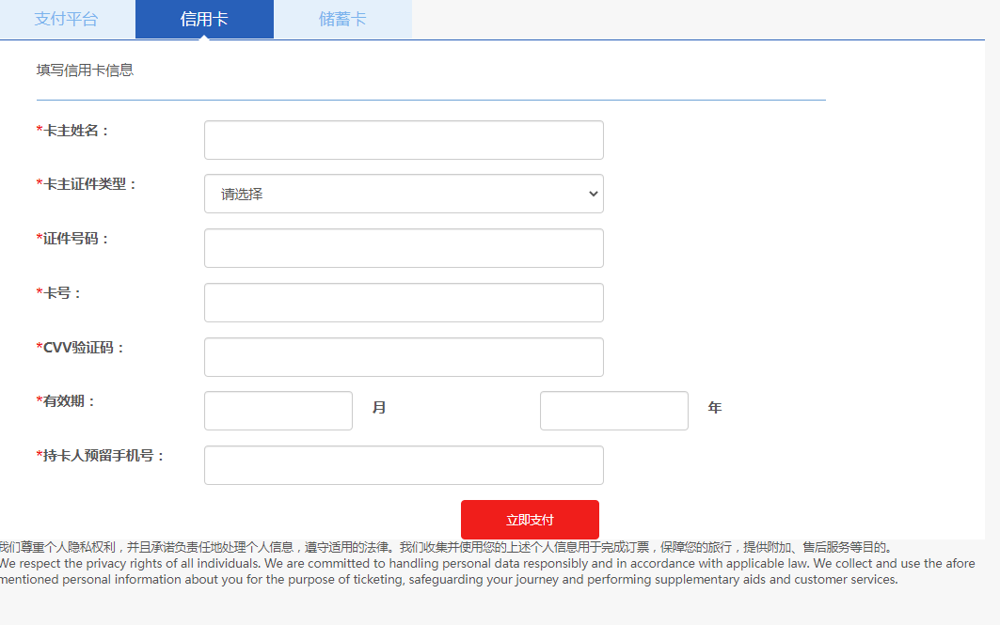 支付平台 信用卡 储蓄卡
填写信用卡信息
*卡主姓名：
*卡主证件类型： 请选择
*证件号码：
*卡号：
*CVV验证码：
*有效期： 月 年
*持卡人预留手机号：
立即支付
我们尊重个人隐私权利，并且承诺负责任地处理个人信息，遵守适用的法律。我们收集并使用您的上述个人信息用于完成订票，保障您的旅行，提供附加、售后服务等目的。
We respect the privacy rights of all individuals. We are committed to handling personal data responsibly and in accordance with applicable law. We collect and use the afore
mentioned personal information about you for the purpose of ticketing, safeguarding your journey and performing supplementary aids and customer services.